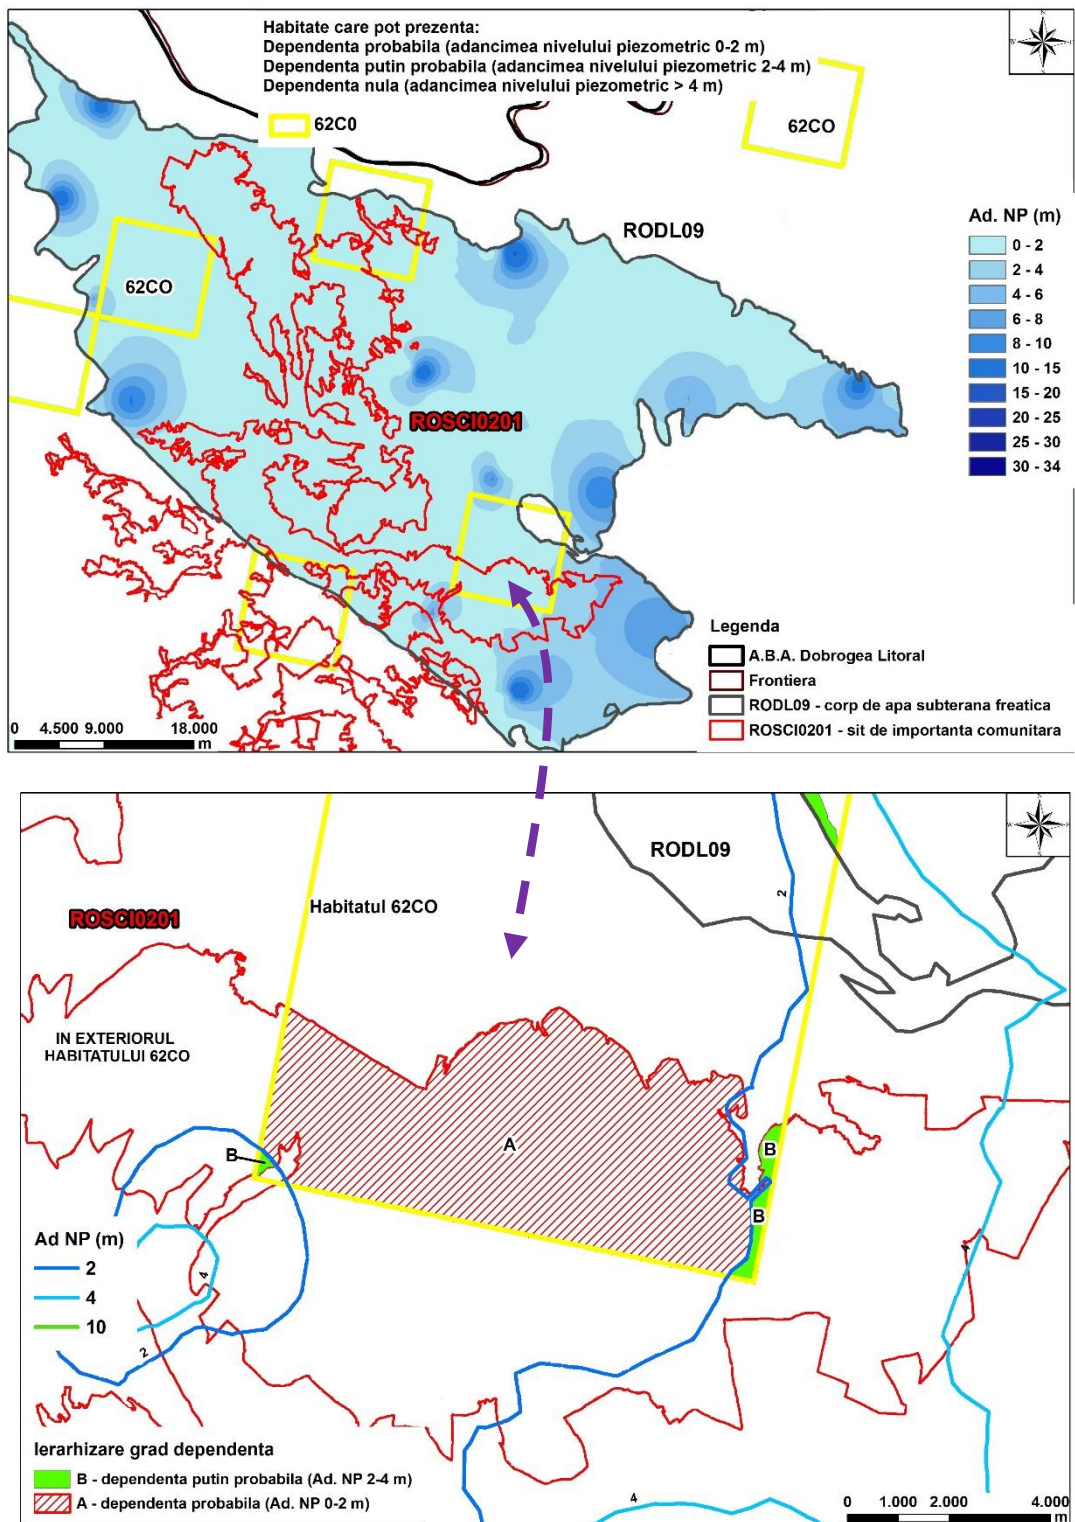 Habitate care pot prezenta:
Dependenta probabila (adancimea nivelului piezometric 0-2 m)
Dependenta putin probabila (adancimea nivelului piezometric 2-4 m)
Dependenta nula (adancimea nivelului piezometric > 4 m)
62C0
62CO
RODL09
62CO
ROSCI0201
Ad. NP (m)
0 - 2
2 - 4
4 - 6
6 - 8
8 - 10
10 - 15
15 - 20
20 - 25
25 - 30
30 - 34
Legenda
A.B.A. Dobrogea Litoral
Frontiera
RODL09 - corp de apa subterana freatica
ROSCI0201 - sit de importanta comunitara
0 4.500 9.000 18.000
m
RODL09
2
Habitatul 62CO
ROSCI0201
IN EXTERIORUL
HABITATULUI 62CO
A
B
B
B
Ad NP (m)
2
4
10
4
4
2
4
Ierarhizare grad dependenta
B - dependenta putin probabila (Ad. NP 2-4 m)
A - dependenta probabila (Ad. NP 0-2 m)
0 1.000 2.000 4.000
m